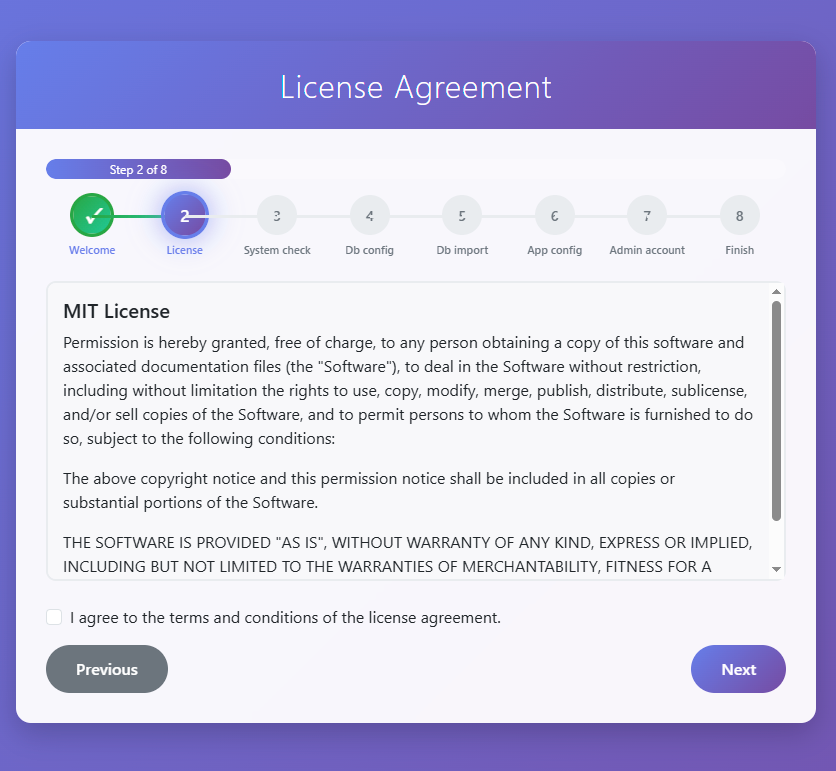 License Agreement
Step 2 of 8
2 3 4 5 6 7 8
Welcome License System check Db config Db import App config Admin account Finish
MIT License
Permission is hereby granted, free of charge, to any person obtaining a copy of this software and
associated documentation files (the "Software"), to deal in the Software without restriction,
including without limitation the rights to use, copy, modify, merge, publish, distribute, sublicense,
and/or sell copies of the Software, and to permit persons to whom the Software is furnished to do
so, subject to the following conditions:
The above copyright notice and this permission notice shall be included in all copies or
substantial portions of the Software.
THE SOFTWARE IS PROVIDED "AS IS", WITHOUT WARRANTY OF ANY KIND, EXPRESS OR IMPLIED,
INCLUDING BUT NOT LIMITED TO THE WARRANTIES OF MERCHANTABILITY, FITNESS FOR A
I agree to the terms and conditions of the license agreement.
Previous Next